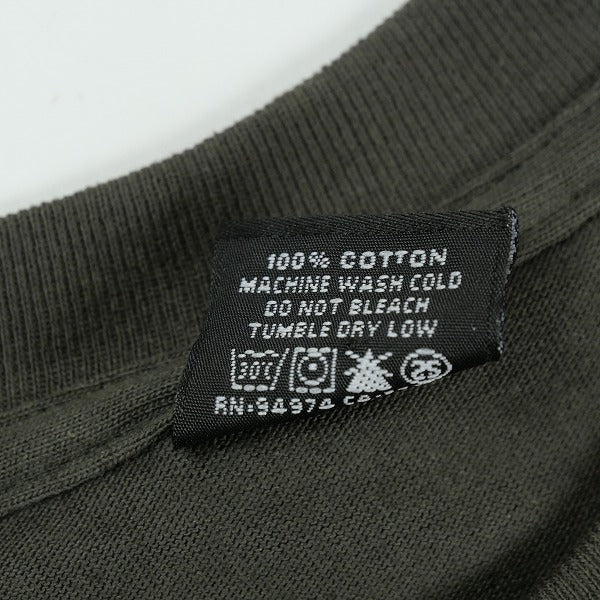 100% COTTON
MACHINE WASH COLD
DO NOT BLEACH
TUMBLE DRY LOW
30℃
RN:94974